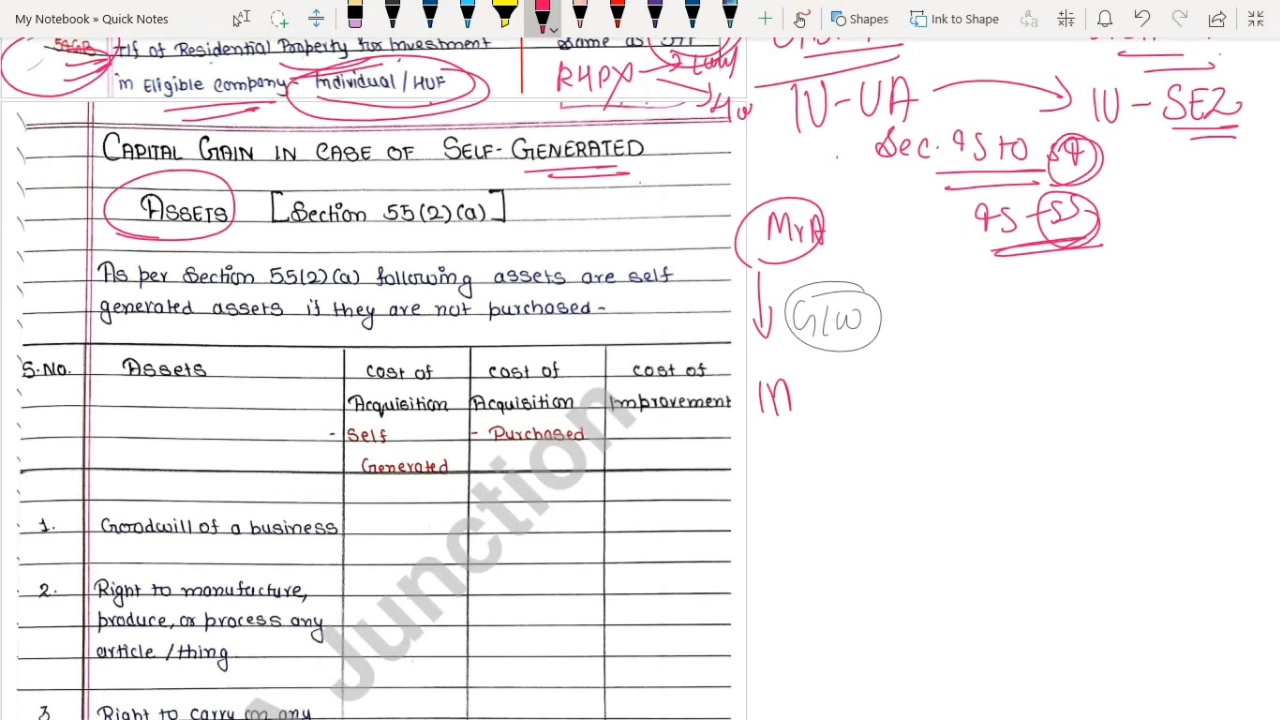 My Notebook » Quick Notes
Shapes
Ink to Shape
54GB
of Residential Property for Investment
in Eligible company - Individual / HUF
Same as
R4PX
IU-UA
IU - SEZ
Sec. 45 to 54
45 - 55
CAPITAL GAIN IN CASE OF SELF-GENERATED
ASSETS [Section 55(2)(a)]
Mr A
As per Section 55(2)(a) following assets are self
generated assets if they are not purchased -
G/W
S.No. Assets Cost of Cost of Cost of
Acquisition Acquisition Improvement
- Self - Purchased
Generated
IM
1. Goodwill of a business
2. Right to manufacture,
produce, or process any
article / thing
3 Right to carry on any
Junction